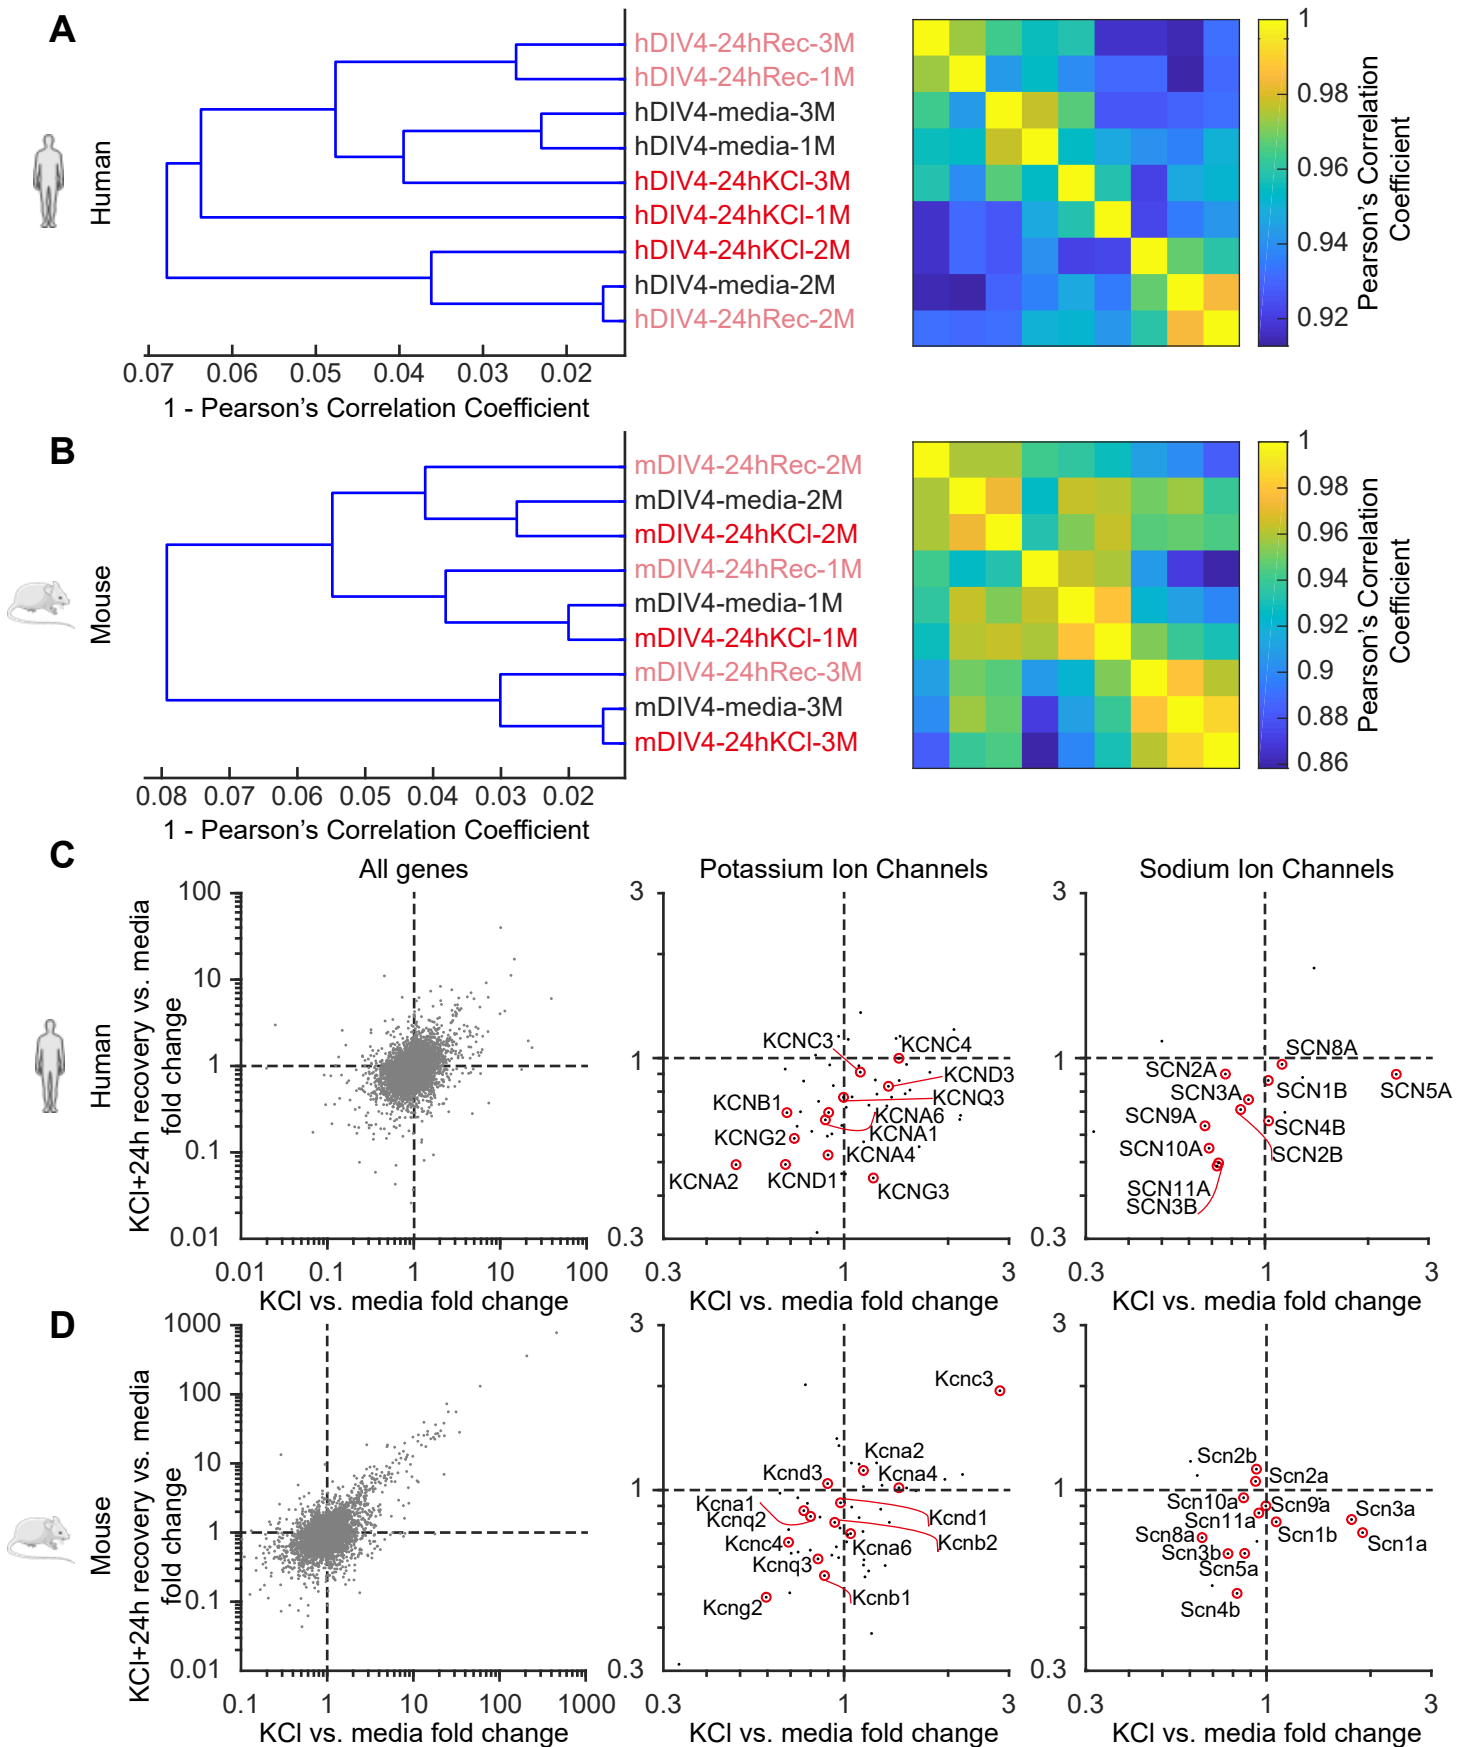 A
Human
hDIV4-24hRec-3M
hDIV4-24hRec-1M
hDIV4-media-3M
hDIV4-media-1M
hDIV4-24hKCl-3M
hDIV4-24hKCl-1M
hDIV4-24hKCl-2M
hDIV4-media-2M
hDIV4-24hRec-2M
0.07 0.06 0.05 0.04 0.03 0.02
1 - Pearson’s Correlation Coefficient
1
0.98
0.96
0.94
0.92
Pearson’s Correlation
Coefficient
B
Mouse
mDIV4-24hRec-2M
mDIV4-media-2M
mDIV4-24hKCl-2M
mDIV4-24hRec-1M
mDIV4-media-1M
mDIV4-24hKCl-1M
mDIV4-24hRec-3M
mDIV4-media-3M
mDIV4-24hKCl-3M
0.08 0.07 0.06 0.05 0.04 0.03 0.02
1 - Pearson’s Correlation Coefficient
1
0.98
0.96
0.94
0.92
0.9
0.88
0.86
Pearson’s Correlation
Coefficient
C
Human
All genes
KCl+24h recovery vs. media
fold change
100
10
1
0.1
0.01
0.01 0.1 1 10 100
KCl vs. media fold change
Potassium Ion Channels
3
1
0.3
KCNC3
KCNC4
KCND3
KCNQ3
KCNB1
KCNA6
KCNA1
KCNG2
KCNA4
KCNA2
KCND1
KCNG3
0.3 1 3
KCl vs. media fold change
Sodium Ion Channels
3
1
0.3
SCN8A
SCN2A
SCN1B
SCN5A
SCN3A
SCN9A
SCN4B
SCN10A
SCN2B
SCN11A
SCN3B
0.3 1 3
KCl vs. media fold change
D
Mouse
KCl+24h recovery vs. media
fold change
1000
100
10
1
0.1
0.01
0.1 1 10 100 1000
KCl vs. media fold change
3
1
0.3
Kcnc3
Kcna2
Kcnd3
Kcna4
Kcna1
Kcnq2
Kcnd1
Kcnc4
Kcnb2
Kcna6
Kcnq3
Kcnb1
Kcng2
0.3 1 3
KCl vs. media fold change
3
1
0.3
Scn2b
Scn2a
Scn10a
Scn9a
Scn3a
Scn11a
Scn8a
Scn1b
Scn1a
Scn3b
Scn5a
Scn4b
0.3 1 3
KCl vs. media fold change